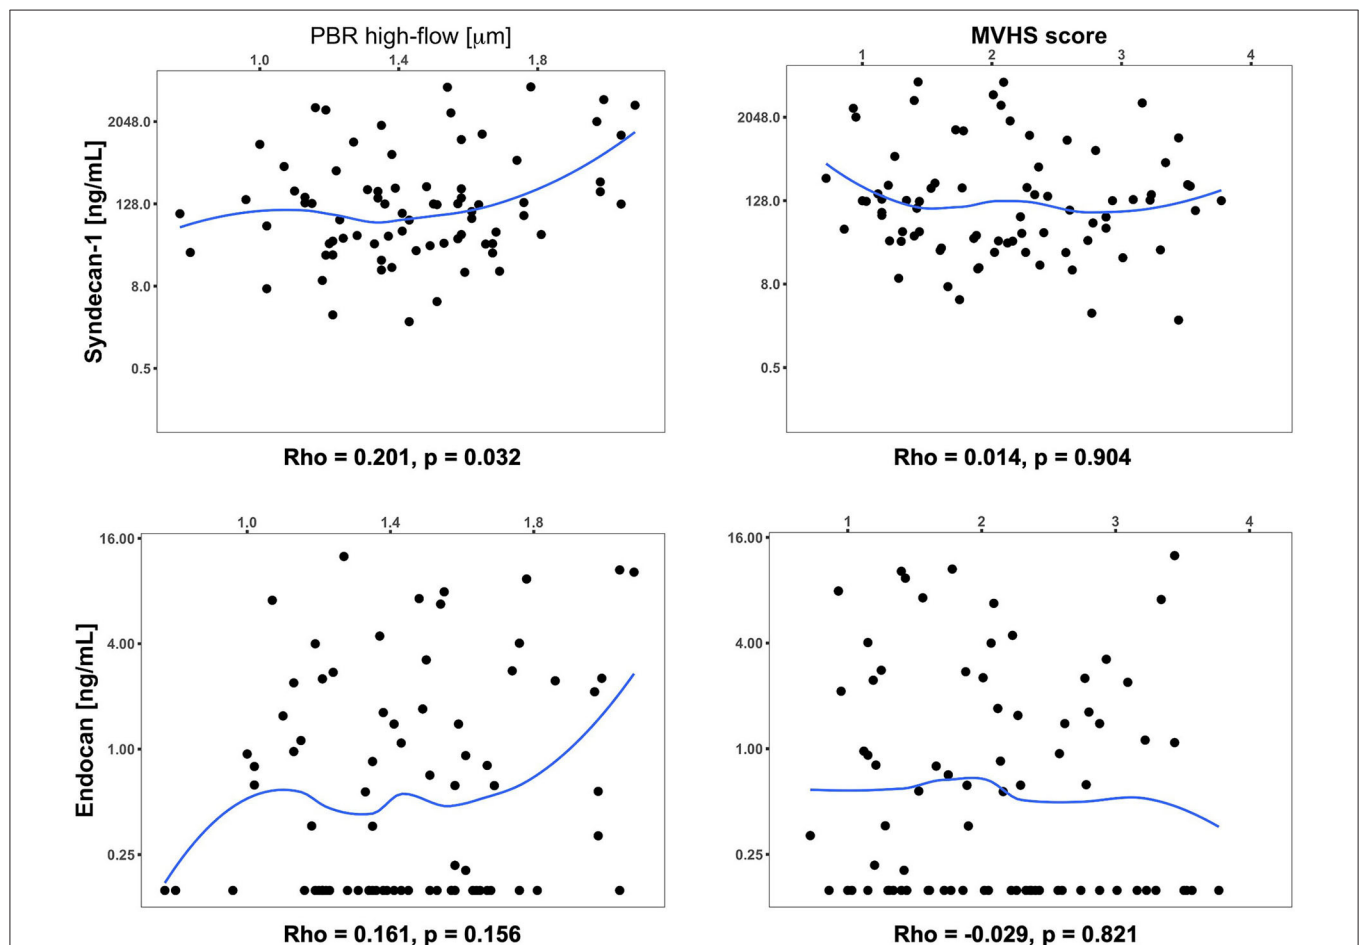 PBR high-flow [μm]
MVHS score
1.0 1.4 1.8
1 2 3 4
Syndecan-1 [ng/mL]
2048.0
128.0
8.0
0.5
2048.0
128.0
8.0
0.5
Rho = 0.201, p = 0.032
Rho = 0.014, p = 0.904
1.0 1.4 1.8
1 2 3 4
Endocan [ng/mL]
16.00
4.00
1.00
0.25
16.00
4.00
1.00
0.25
Rho = 0.161, p = 0.156
Rho = -0.029, p = 0.821